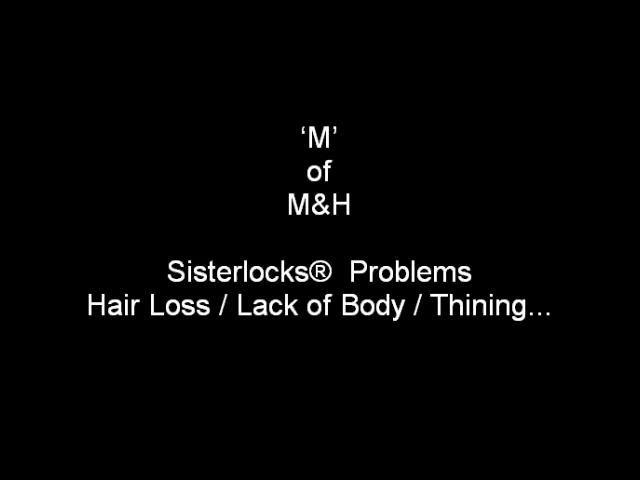 ‘M’
of
M&H
Sisterlocks®  Problems
Hair Loss / Lack of Body / Thining...